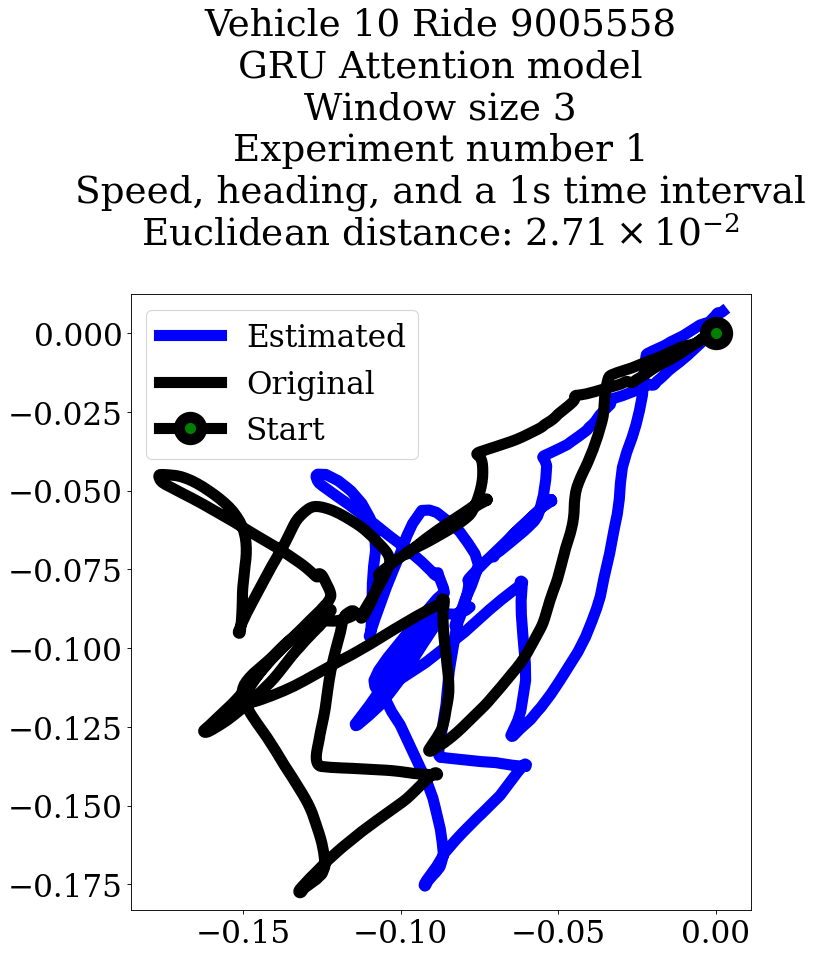 Vehicle 10 Ride 9005558
GRU Attention model
Window size 3
Experiment number 1
Speed, heading, and a 1s time interval
Euclidean distance: 2.71 × 10⁻²
Estimated
Original
Start
0.000
−0.025
−0.050
−0.075
−0.100
−0.125
−0.150
−0.175
−0.15 −0.10 −0.05 0.00